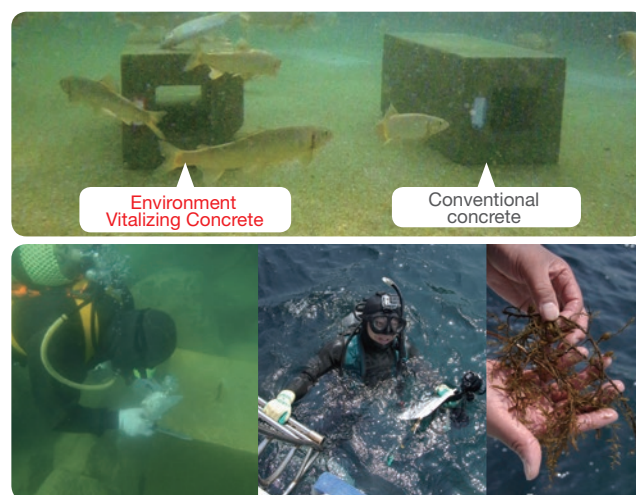 Environment
Vitalizing Concrete
Conventional
concrete